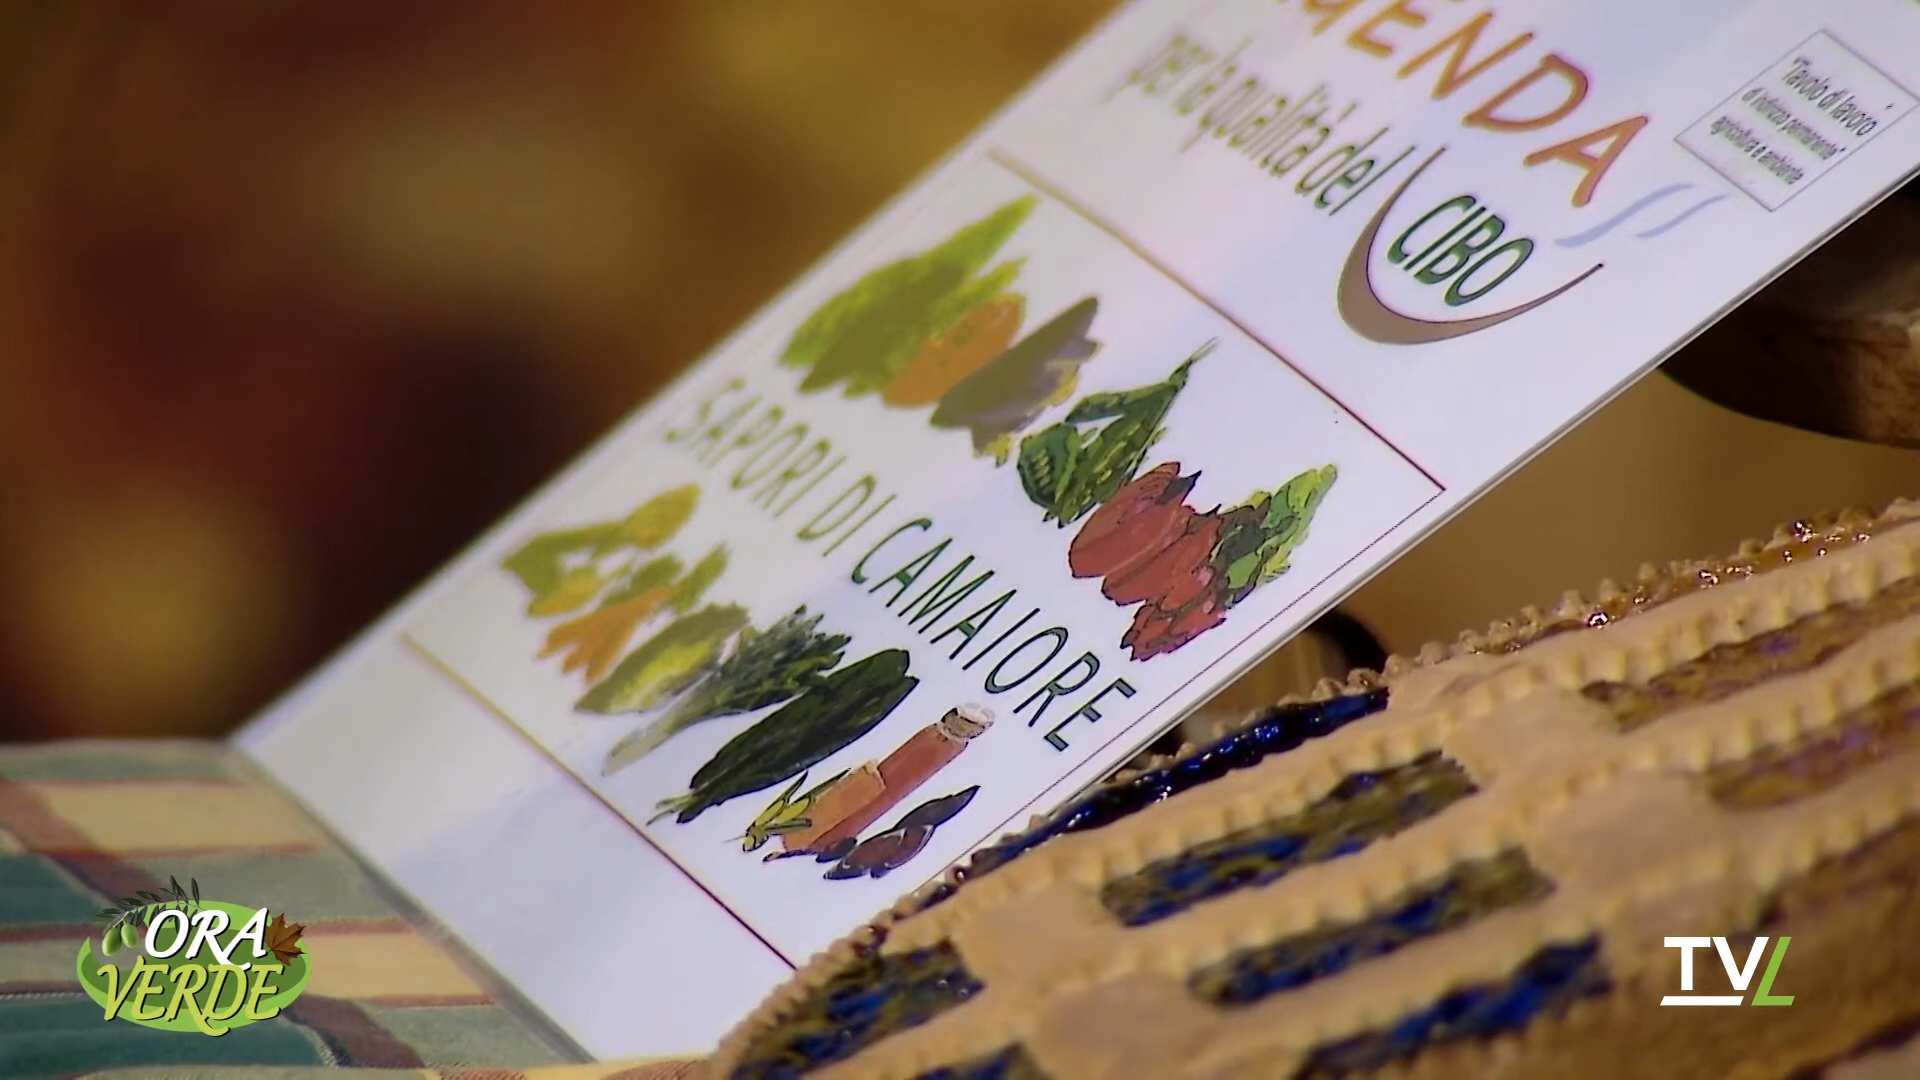 GENDA
per la qualità del
CIBO
"Tavolo di lavoro
di indirizzo permanente"
agricoltura e ambiente
SAPORI DI CAMAIORE
ORA
VERDE
TVL